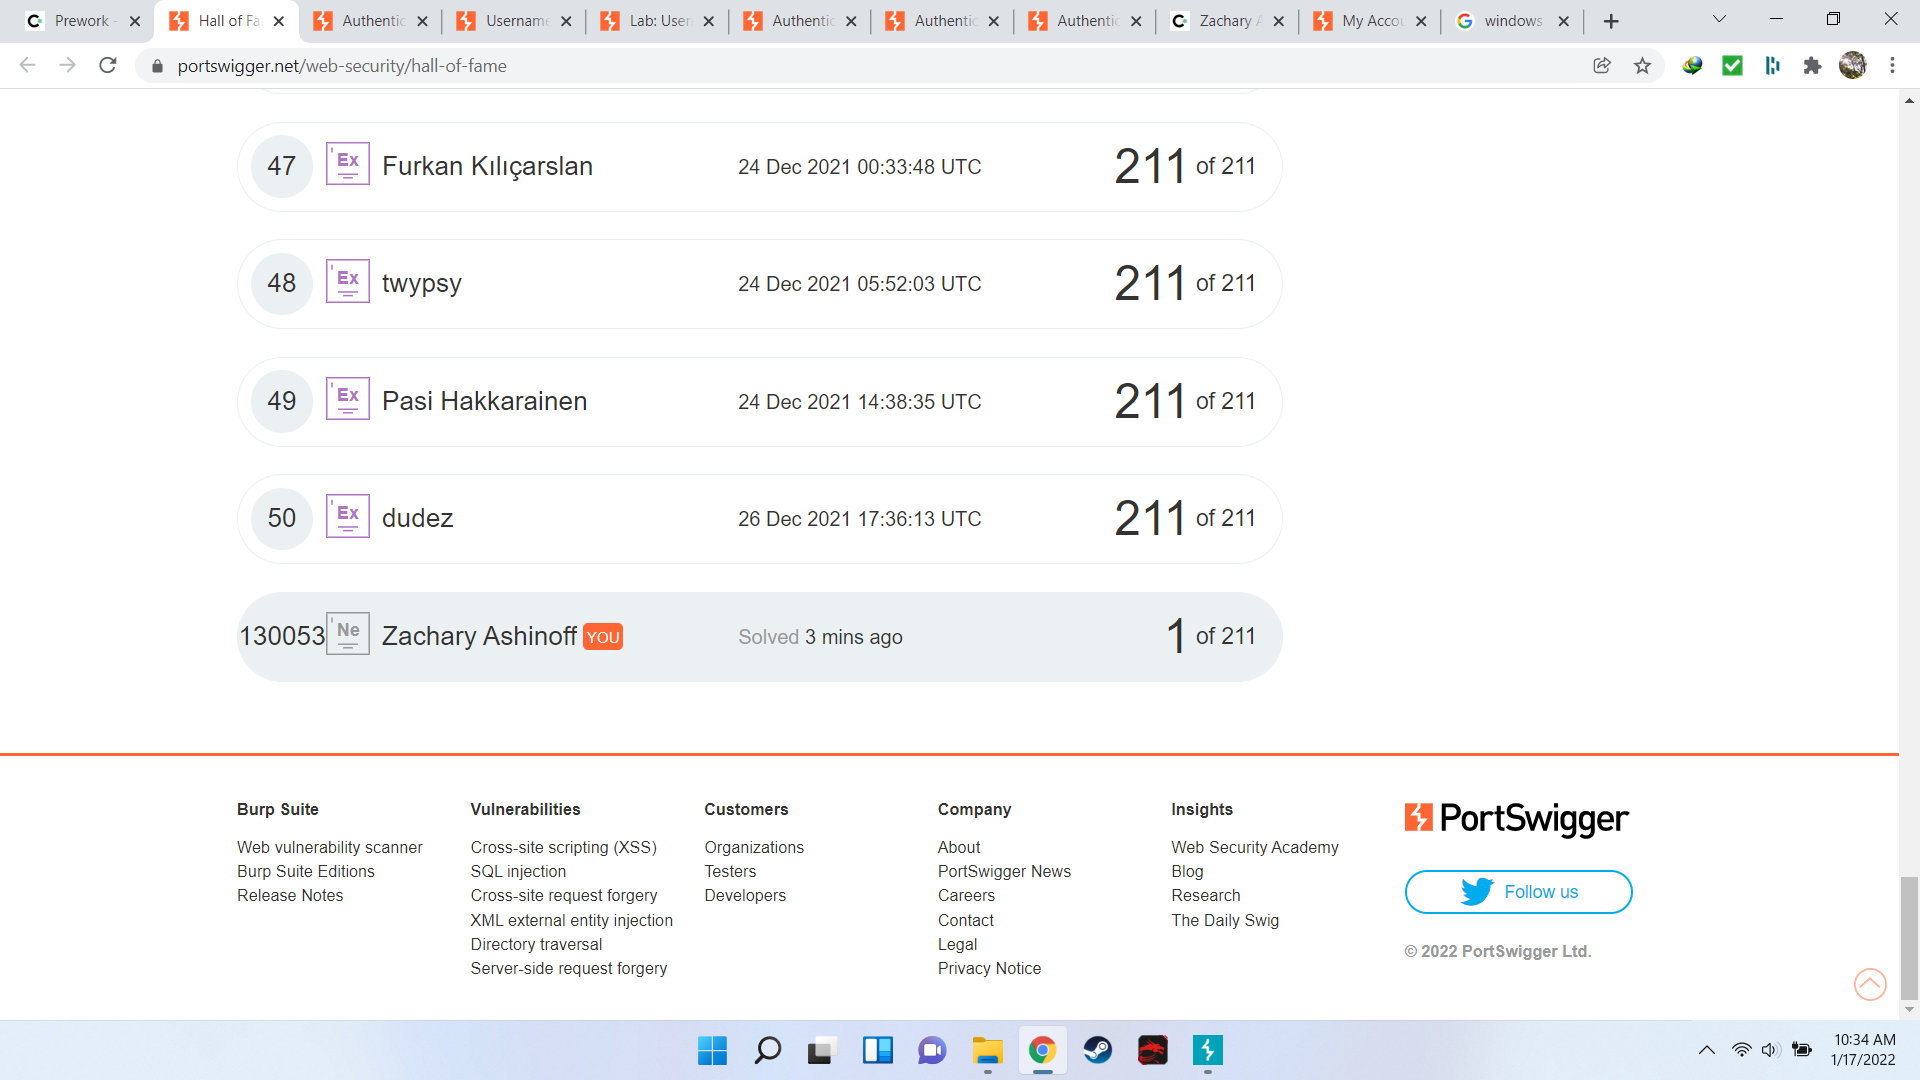 Prework -
Hall of Fa
Authentic
Username
Lab: User
Authentic
Authentic
Authentic
Zachary A
My Accou
windows
portswigger.net/web-security/hall-of-fame
47 Ex Furkan Kılıçarslan 24 Dec 2021 00:33:48 UTC 211 of 211
48 Ex twypsy 24 Dec 2021 05:52:03 UTC 211 of 211
49 Ex Pasi Hakkarainen 24 Dec 2021 14:38:35 UTC 211 of 211
50 Ex dudez 26 Dec 2021 17:36:13 UTC 211 of 211
130053 Ne Zachary Ashinoff YOU Solved 3 mins ago 1 of 211
Burp Suite
Web vulnerability scanner
Burp Suite Editions
Release Notes
Vulnerabilities
Cross-site scripting (XSS)
SQL injection
Cross-site request forgery
XML external entity injection
Directory traversal
Server-side request forgery
Customers
Organizations
Testers
Developers
Company
About
PortSwigger News
Careers
Contact
Legal
Privacy Notice
Insights
Web Security Academy
Blog
Research
The Daily Swig
PortSwigger
Follow us
© 2022 PortSwigger Ltd.
10:34 AM
1/17/2022